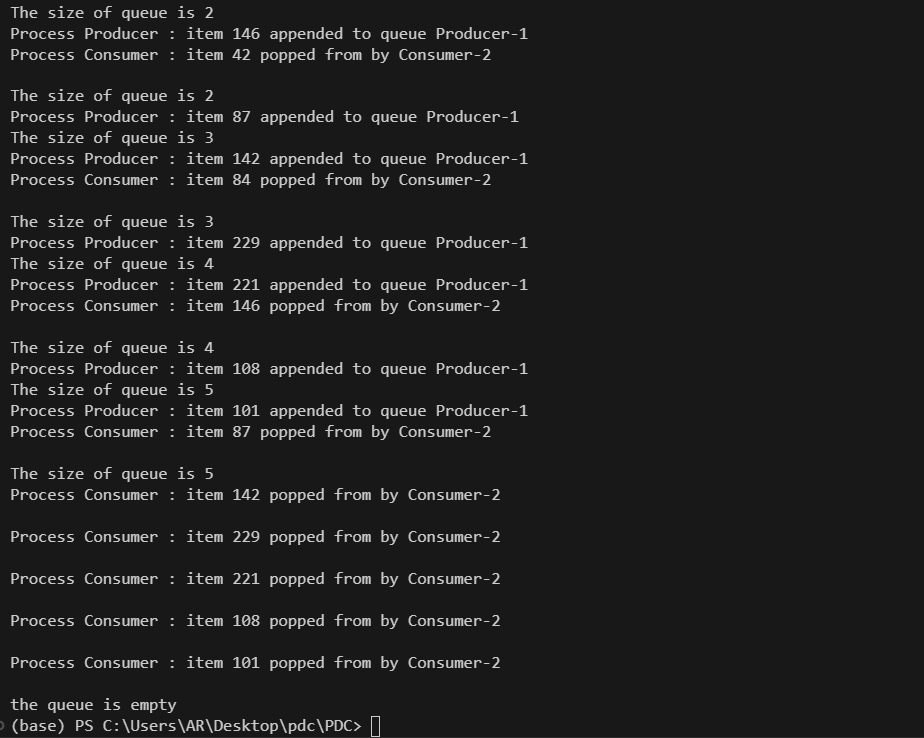 The size of queue is 2
Process Producer : item 146 appended to queue Producer-1
Process Consumer : item 42 popped from by Consumer-2
The size of queue is 2
Process Producer : item 87 appended to queue Producer-1
The size of queue is 3
Process Producer : item 142 appended to queue Producer-1
Process Consumer : item 84 popped from by Consumer-2
The size of queue is 3
Process Producer : item 229 appended to queue Producer-1
The size of queue is 4
Process Producer : item 221 appended to queue Producer-1
Process Consumer : item 146 popped from by Consumer-2
The size of queue is 4
Process Producer : item 108 appended to queue Producer-1
The size of queue is 5
Process Producer : item 101 appended to queue Producer-1
Process Consumer : item 87 popped from by Consumer-2
The size of queue is 5
Process Consumer : item 142 popped from by Consumer-2
Process Consumer : item 229 popped from by Consumer-2
Process Consumer : item 221 popped from by Consumer-2
Process Consumer : item 108 popped from by Consumer-2
Process Consumer : item 101 popped from by Consumer-2
the queue is empty
(base) PS C:\Users\AR\Desktop\pdc\PDC>